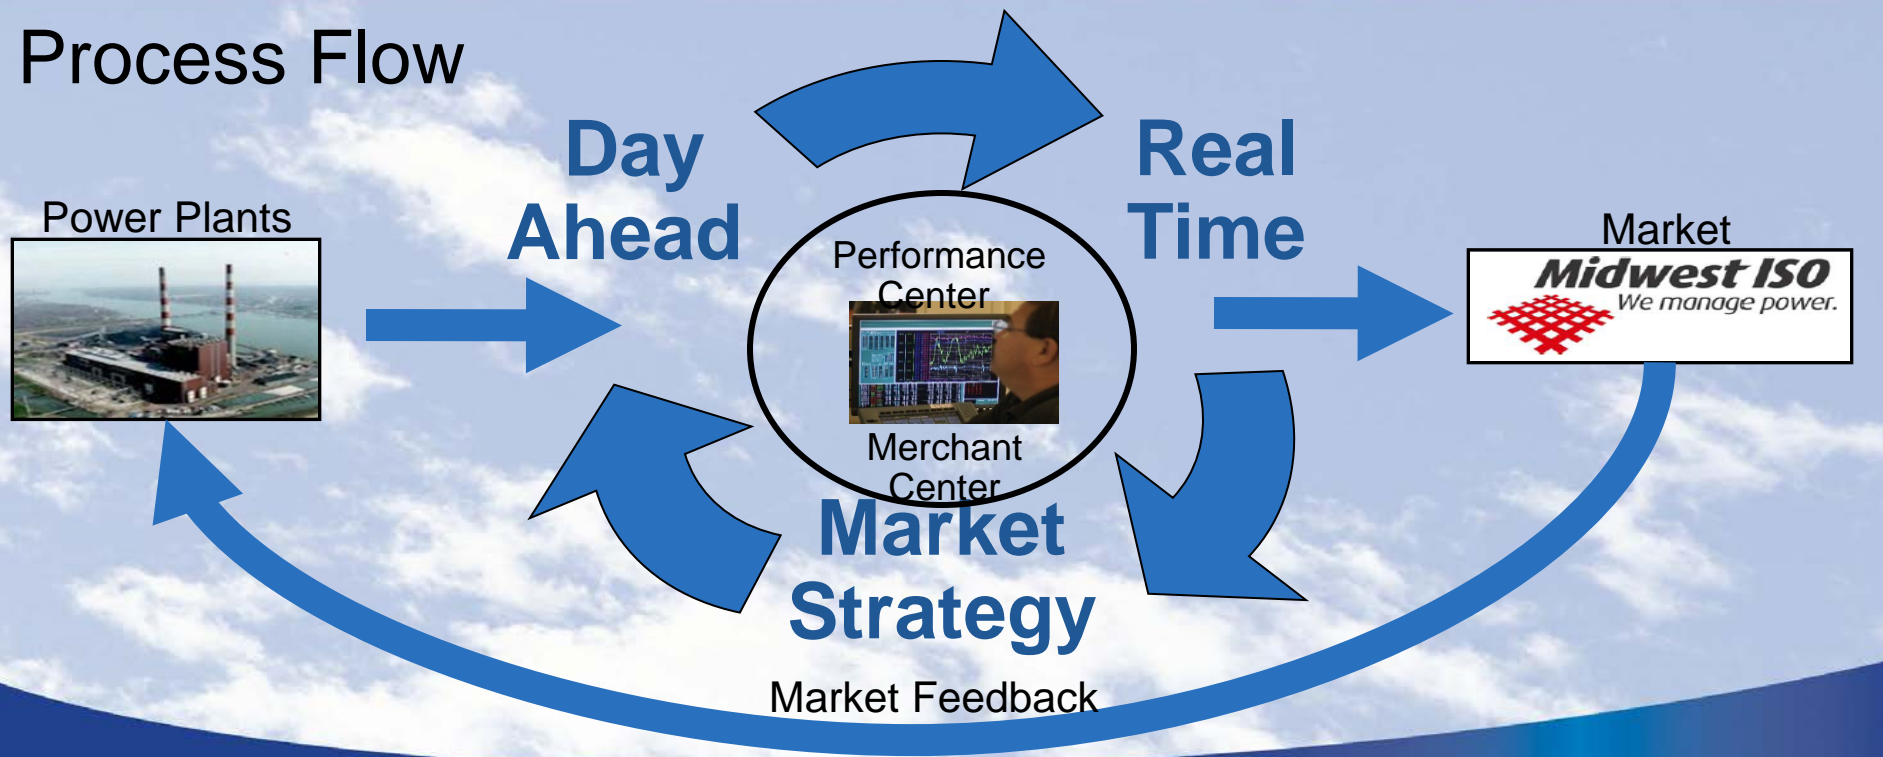 Process Flow
Day
Ahead
Real
Time
Power Plants
Performance
Center
Market
Midwest ISO
We manage power.
Merchant
Center
Market
Strategy
Market Feedback